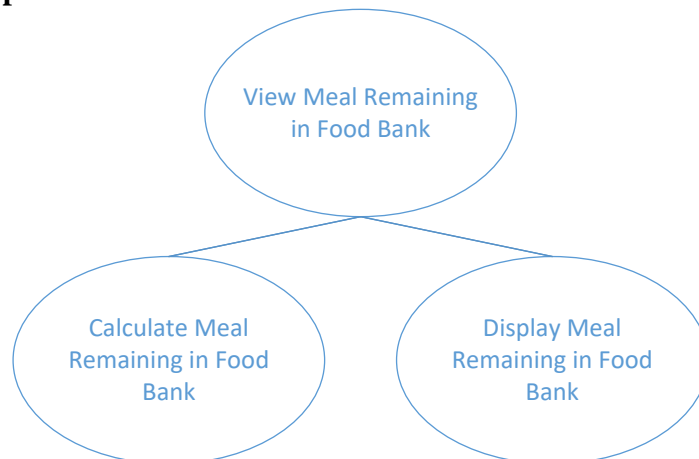 View Meal Remaining
in Food Bank
Calculate Meal
Remaining in Food
Bank
Display Meal
Remaining in Food
Bank